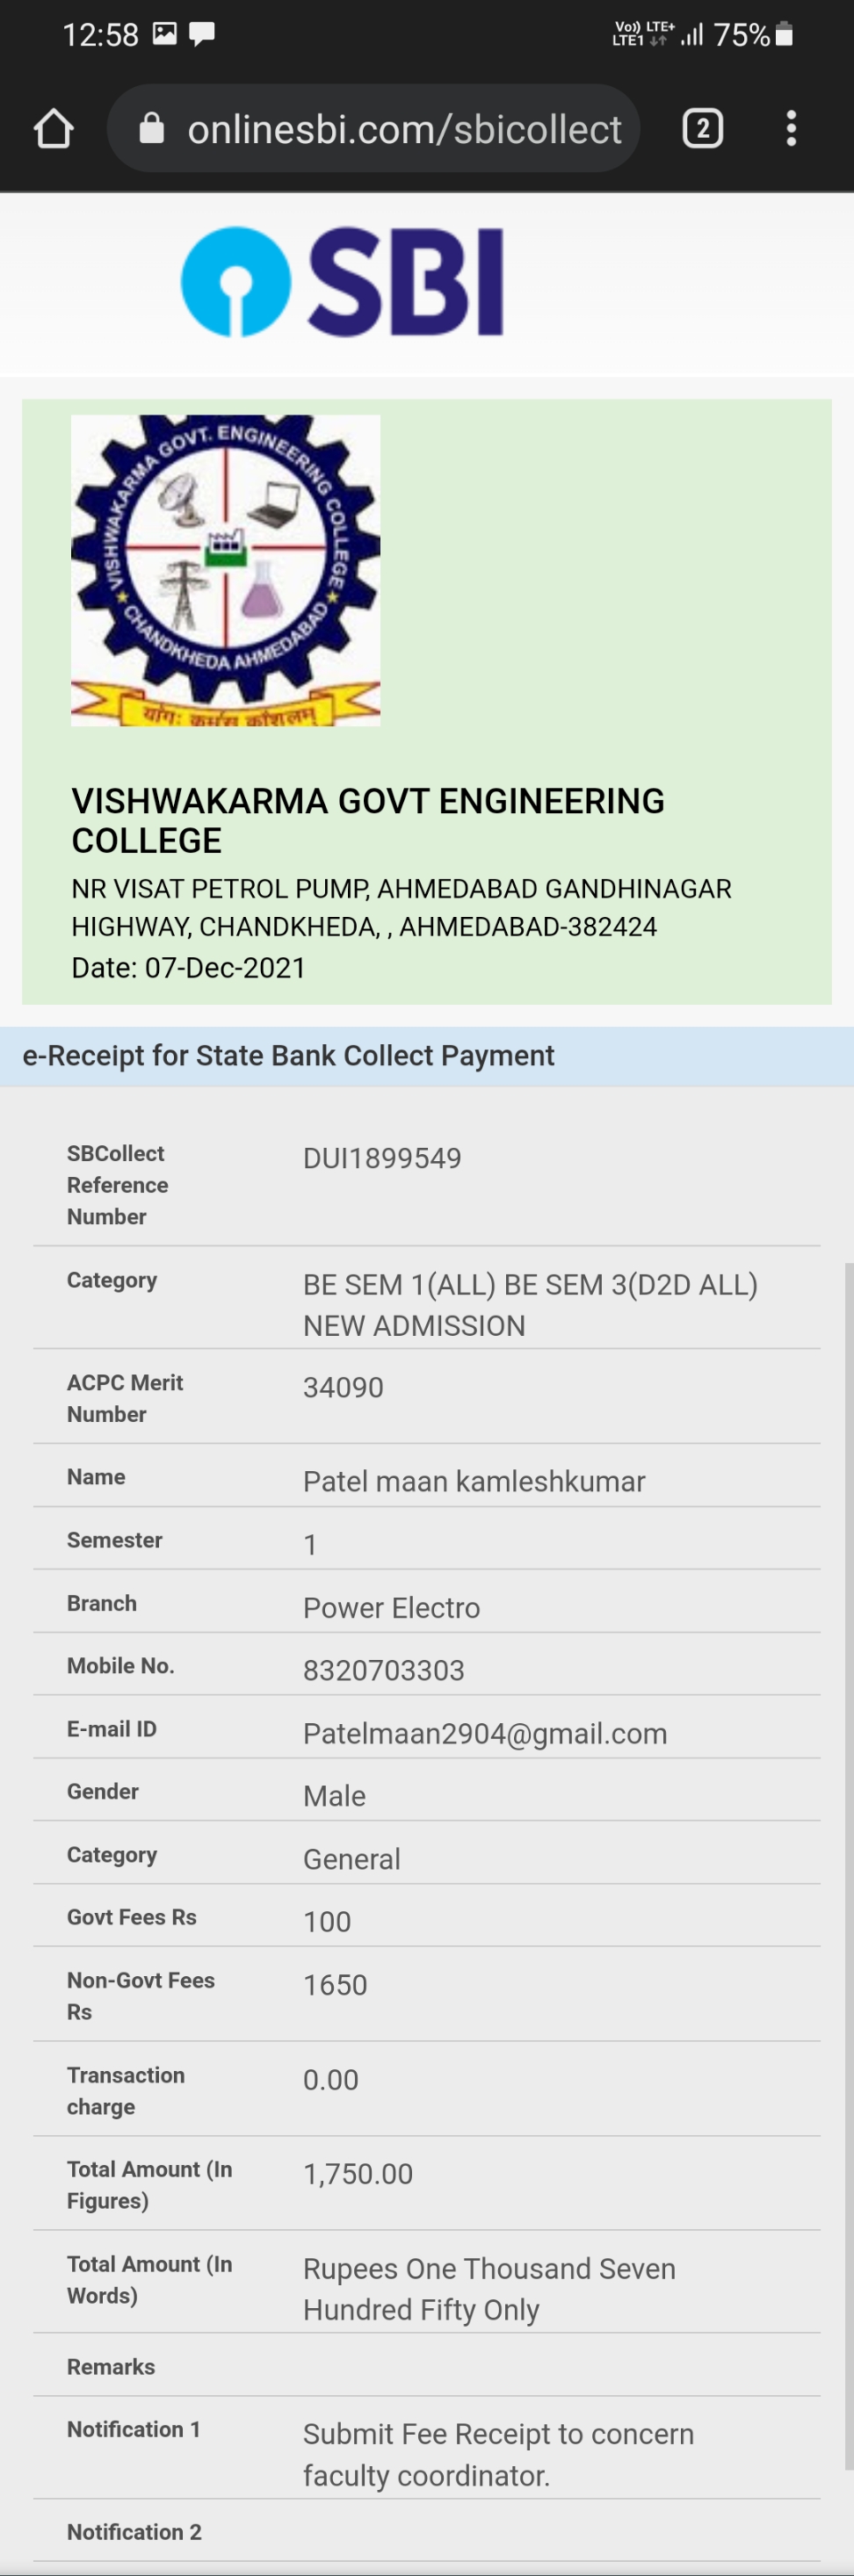 12:58
Vo)) LTE+
LTE1
75%
onlinesbi.com/sbicollect
2
SBI
VISHWAKARMA GOVT. ENGINEERING COLLEGE
CHANDKHEDA AHMEDABAD
VISHWAKARMA GOVT ENGINEERING
COLLEGE
NR VISAT PETROL PUMP, AHMEDABAD GANDHINAGAR
HIGHWAY, CHANDKHEDA, , AHMEDABAD-382424
Date: 07-Dec-2021
e-Receipt for State Bank Collect Payment
SBCollect
Reference
Number
DUI1899549
Category
BE SEM 1(ALL) BE SEM 3(D2D ALL)
NEW ADMISSION
ACPC Merit
Number
34090
Name
Patel maan kamleshkumar
Semester
1
Branch
Power Electro
Mobile No.
8320703303
E-mail ID
Patelmaan2904@gmail.com
Gender
Male
Category
General
Govt Fees Rs
100
Non-Govt Fees
Rs
1650
Transaction
charge
0.00
Total Amount (In
Figures)
1,750.00
Total Amount (In
Words)
Rupees One Thousand Seven
Hundred Fifty Only
Remarks
Notification 1
Submit Fee Receipt to concern
faculty coordinator.
Notification 2